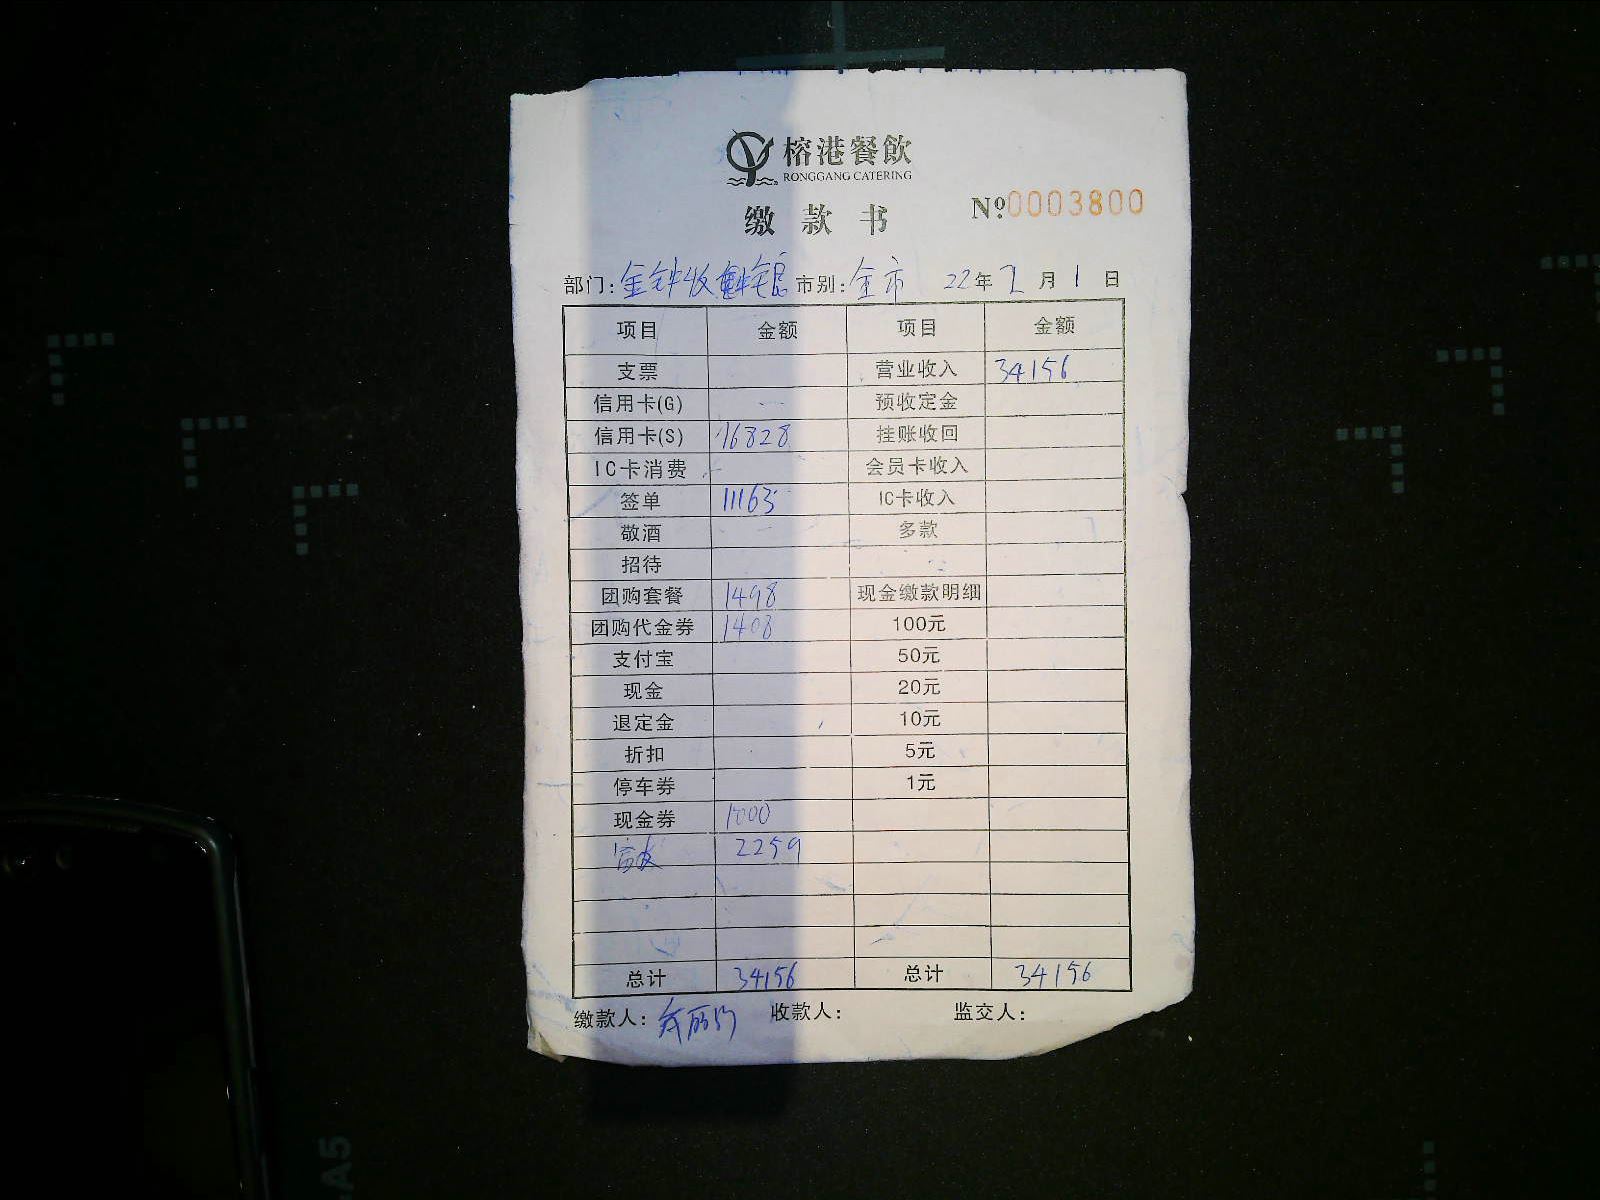 榕港餐飲
RONGGANG CATERING
缴 款 书 Nº 0003800
部门: 金钟收 市别: 全市 22年 2月 1日
项目 金额 项目 金额
支票 营业收入 34156
信用卡(G) 预收定金
信用卡(S) 16828 挂账收回
IC卡消费 会员卡收入
签单 11163 IC卡收入
敬酒 多款
招待
团购套餐 1498 现金缴款明细
团购代金券 1408 100元
支付宝 50元
现金 20元
退定金 10元
折扣 5元
停车券 1元
现金券 1000
2259
总计 34156 总计 34156
缴款人: 收款人: 监交人:
A5